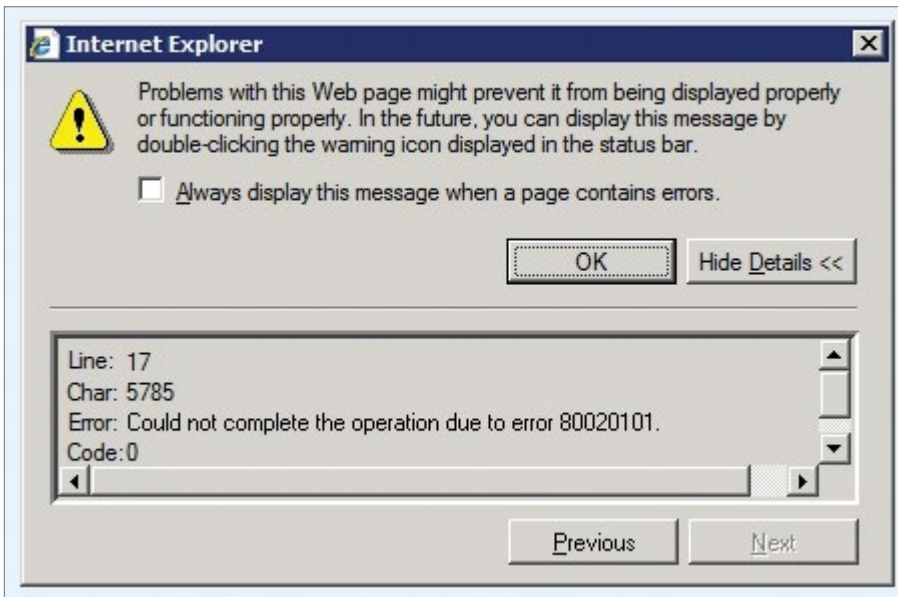 Internet Explorer
Problems with this Web page might prevent it from being displayed properly
or functioning properly. In the future, you can display this message by
double-clicking the warning icon displayed in the status bar.
Always display this message when a page contains errors.
OK
Hide Details <<
Line: 17
Char: 5785
Error: Could not complete the operation due to error 80020101.
Code:0
Previous
Next